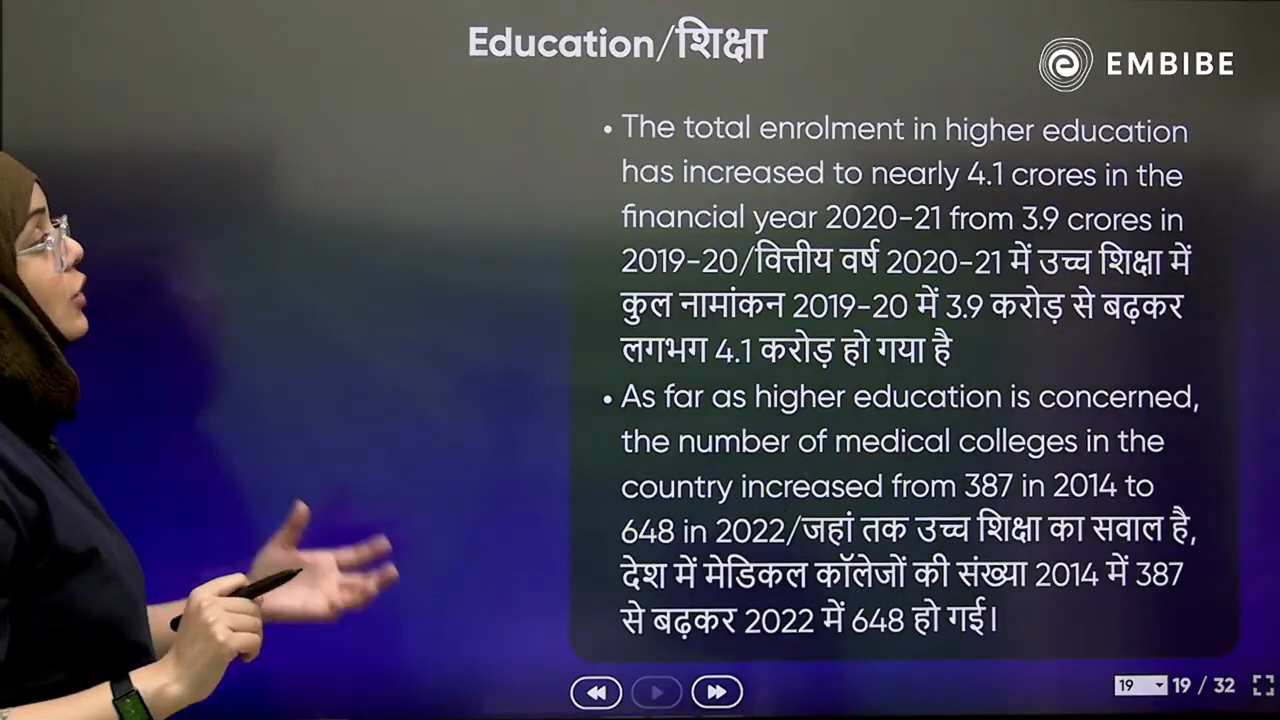 Education/शिक्षा
EMBIBE
• The total enrolment in higher education
has increased to nearly 4.1 crores in the
financial year 2020-21 from 3.9 crores in
2019-20/वित्तीय वर्ष 2020-21 में उच्च शिक्षा में
कुल नामांकन 2019-20 में 3.9 करोड़ से बढ़कर
लगभग 4.1 करोड़ हो गया है
• As far as higher education is concerned,
the number of medical colleges in the
country increased from 387 in 2014 to
648 in 2022/जहां तक उच्च शिक्षा का सवाल है,
देश में मेडिकल कॉलेजों की संख्या 2014 में 387
से बढ़कर 2022 में 648 हो गई।
19 19 / 32